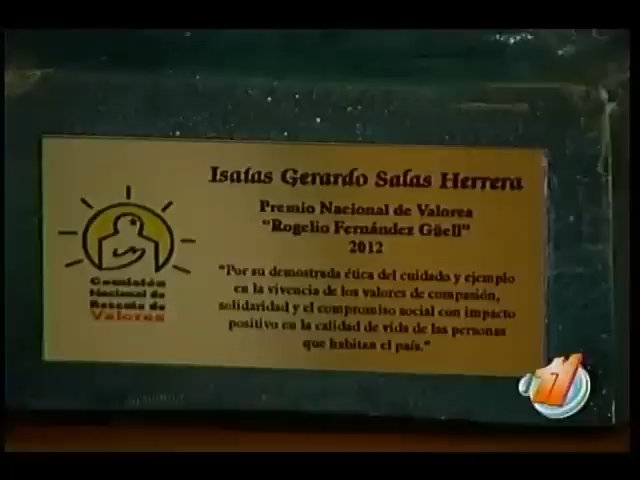 Isaías Gerardo Salas Herrera
Premio Nacional de Valores
"Rogelio Fernández Güell"
2012
"Por su demostrada ética del cuidado y ejemplo
en la vivencia de los valores de compasión,
solidaridad y el compromiso social con impacto
positivo en la calidad de vida de las personas
que habitan el país."
Comisión
Nacional de
Rescate de
Valores
7